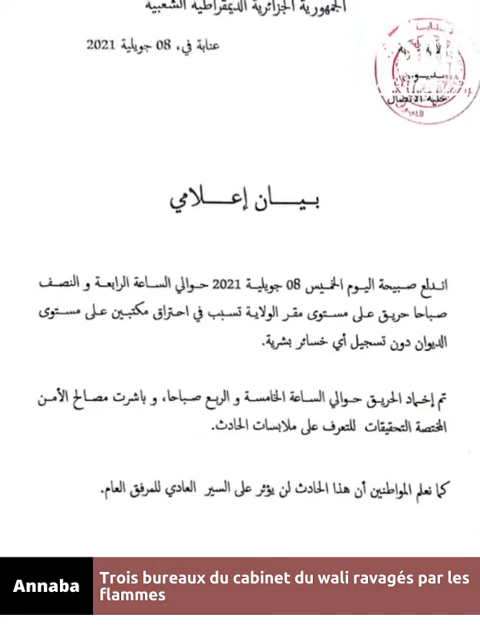 الجمهورية الجزائرية الديمقراطية الشعبية
عنابة في، 08 جويلية 2021
خلية الاتصال
بيـــــان إعـــلامي
اندلع صبيحة اليوم الخميس 08 جويلية 2021 حوالي الساعة الرابعة و النصف
صباحا حريق على مستوى مقر الولاية تسبب في احتراق مكتبين على مستوى
الديوان دون تسجيل أي خسائر بشرية.
تم إخماد الحريق حوالي الساعة الخامسة و الربع صباحا، و باشرت مصالح الأمن
المختصة التحقيقات للتعرف على ملابسات الحادث.
كما نعلم المواطنين أن هذا الحادث لن يؤثر على السير العادي للمرفق العام.
Annaba
Trois bureaux du cabinet du wali ravagés par les
flammes